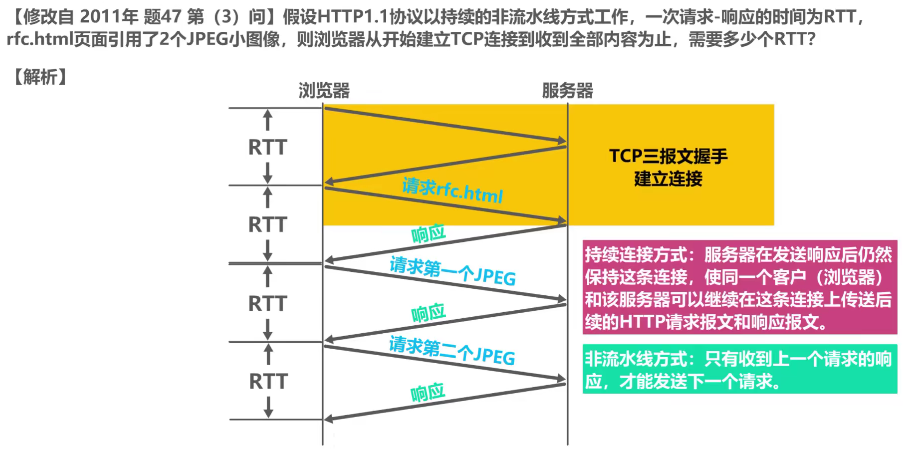 【修改自 2011年 题47 第（3）问】假设HTTP1.1协议以持续的非流水线方式工作，一次请求-响应的时间为RTT，
rfc.html页面引用了2个JPEG小图像，则浏览器从开始建立TCP连接到收到全部内容为止，需要多少个RTT？
【解析】
浏览器
服务器
RTT
TCP三报文握手
建立连接
请求rfc.html
RTT
响应
持续连接方式：服务器在发送响应后仍然
保持这条连接，使同一个客户（浏览器）
和该服务器可以继续在这条连接上传送后
续的HTTP请求报文和响应报文。
请求第一个JPEG
RTT
响应
请求第二个JPEG
非流水线方式：只有收到上一个请求的响
应，才能发送下一个请求。
RTT
响应